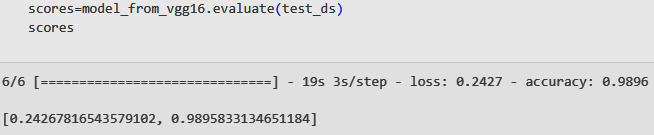 scores=model_from_vgg16.evaluate(test_ds)
scores
6/6 [==============================] - 19s 3s/step - loss: 0.2427 - accuracy: 0.9896
[0.24267816543579102, 0.9895833134651184]